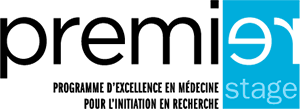 premier
stage
PROGRAMME D'EXCELLENCE EN MÉDECINE
POUR L'INITIATION EN RECHERCHE